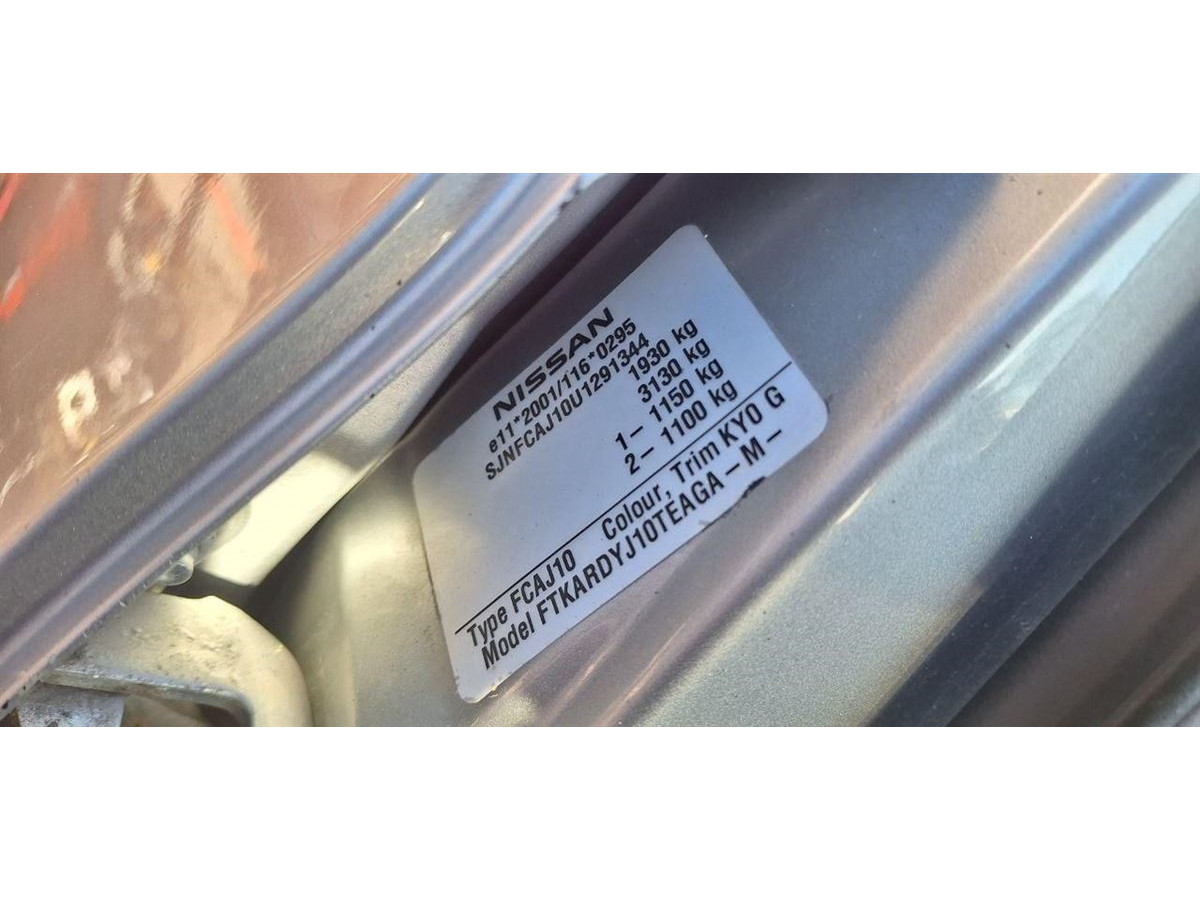 NISSAN
e11*2001/116*0295
SJNFCAJ10U1291344
1930 kg
3130 kg
1– 1150 kg
2– 1100 kg
Type FCAJ10 Colour, Trim KY0 G
Model FTKARDYJ10TEAGA –M–